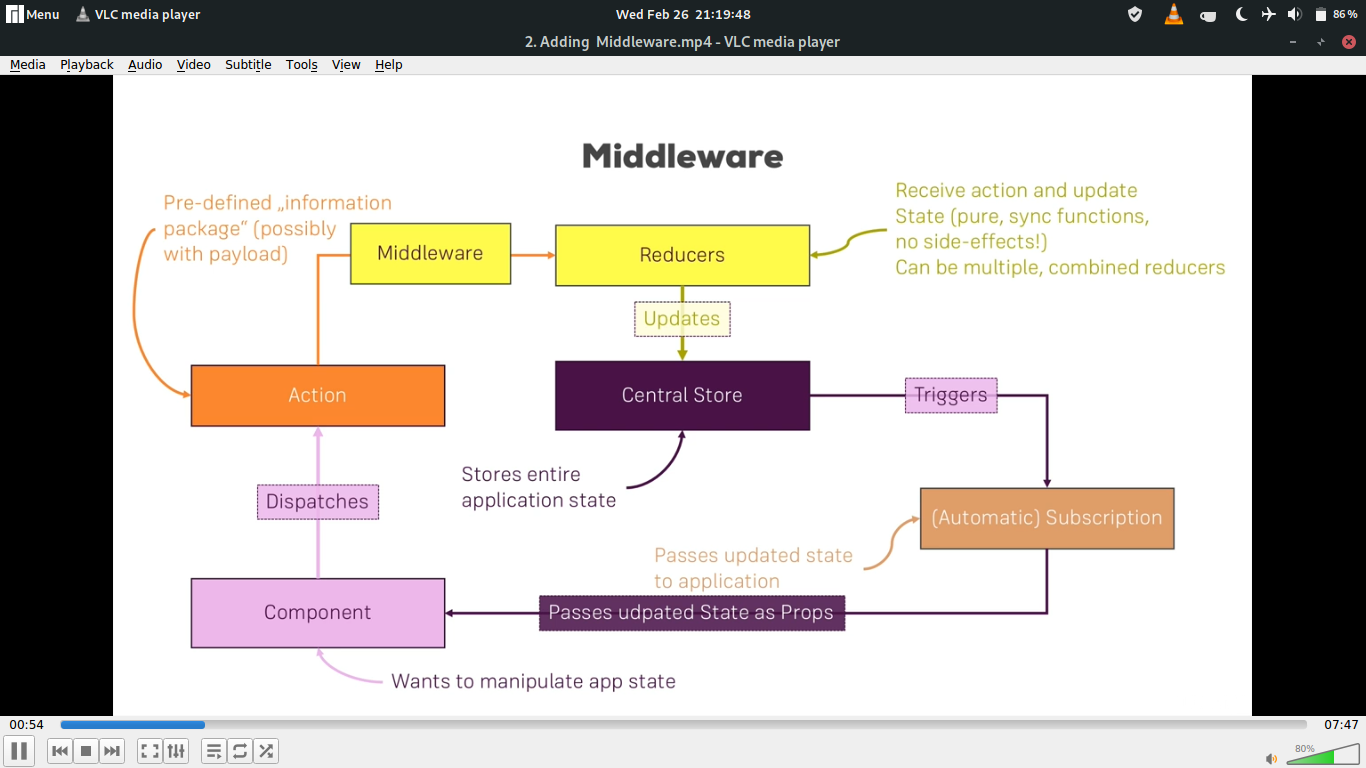 Menu VLC media player Wed Feb 26 21:19:48 86%
2. Adding  Middleware.mp4 - VLC media player
Media Playback Audio Video Subtitle Tools View Help
Middleware
Pre-defined „information
package“ (possibly
with payload)
Middleware
Reducers
Receive action and update
State (pure, sync functions,
no side-effects!)
Can be multiple, combined reducers
Updates
Action
Central Store
Triggers
Stores entire
application state
Dispatches
(Automatic) Subscription
Passes updated state
to application
Component
Passes udpated State as Props
Wants to manipulate app state
00:54 07:47
80%